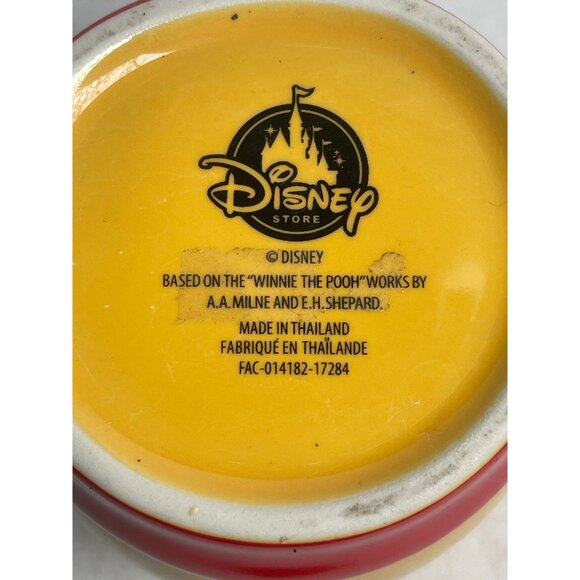 Disney
STORE
© DISNEY
BASED ON THE "WINNIE THE POOH" WORKS BY
A.A.MILNE AND E.H.SHEPARD.
MADE IN THAILAND
FABRIQUÉ EN THAÏLANDE
FAC-014182-17284